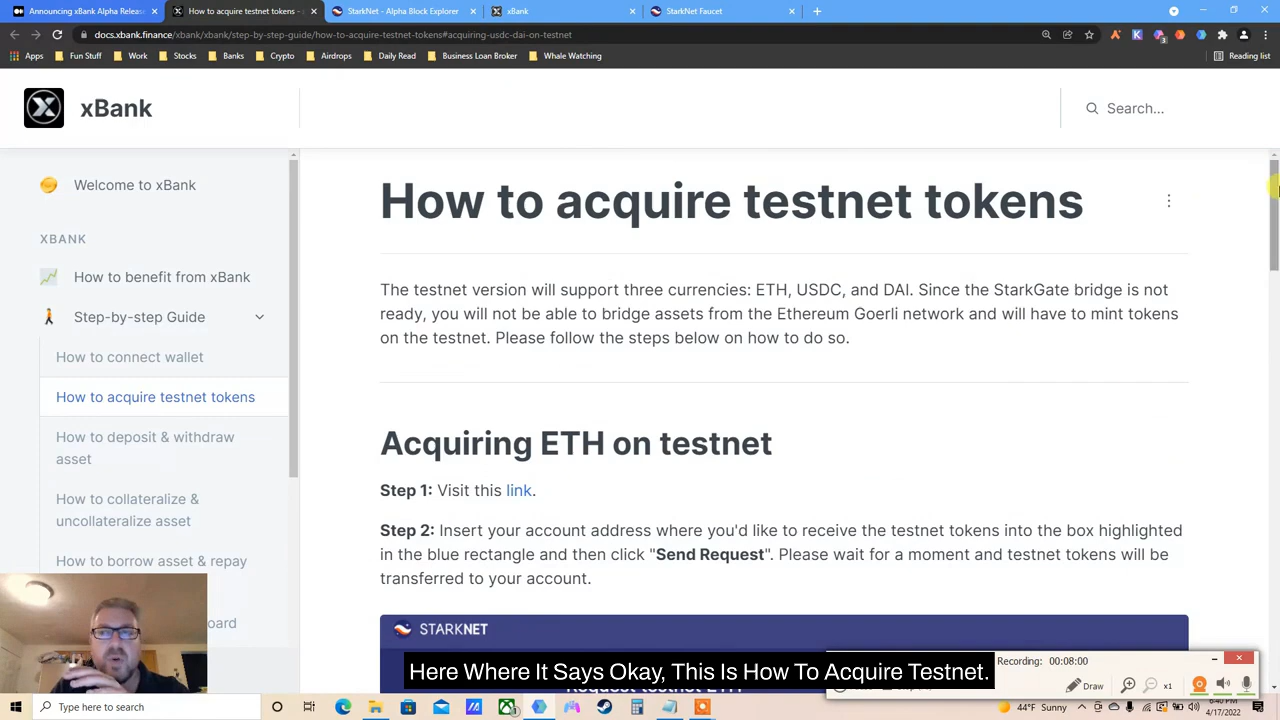 Announcing xBank Alpha Releas
How to acquire testnet tokens -
StarkNet - Alpha Block Explorer
xBank
StarkNet Faucet
docs.xbank.finance/xbank/xbank/step-by-step-guide/how-to-acquire-testnet-tokens#acquiring-usdc-dai-on-testnet
Apps
Fun Stuff
Work
Stocks
Banks
Crypto
Airdrops
Daily Read
Business Loan Broker
Whale Watching
Reading list
xBank
Search...
Welcome to xBank
XBANK
How to benefit from xBank
Step-by-step Guide
How to connect wallet
How to acquire testnet tokens
How to deposit & withdraw
asset
How to collateralize &
uncollateralize asset
How to borrow asset & repay
oard
How to acquire testnet tokens
The testnet version will support three currencies: ETH, USDC, and DAI. Since the StarkGate bridge is not
ready, you will not be able to bridge assets from the Ethereum Goerli network and will have to mint tokens
on the testnet. Please follow the steps below on how to do so.
Acquiring ETH on testnet
Step 1: Visit this link.
Step 2: Insert your account address where you'd like to receive the testnet tokens into the box highlighted
in the blue rectangle and then click "Send Request". Please wait for a moment and testnet tokens will be
transferred to your account.
STARKNET
Here Where It Says Okay, This Is How To Acquire Testnet.
Recording: 00:08:00
Draw
x1
Type here to search
44°F Sunny
6:40 PM
4/17/2022